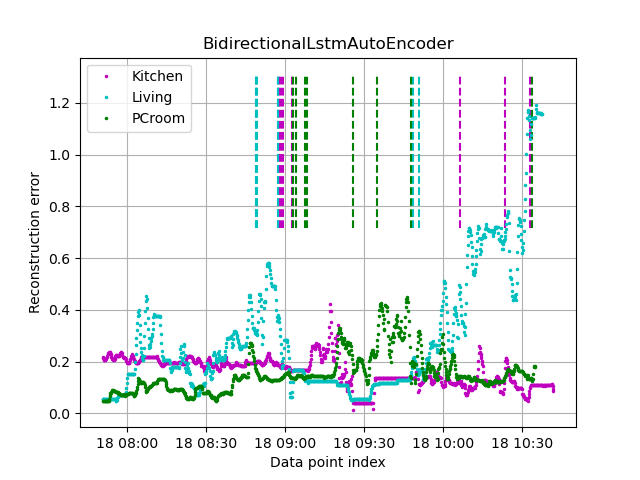 BidirectionalLstmAutoEncoder
Kitchen
Living
PCroom
Reconstruction error
1.2
1.0
0.8
0.6
0.4
0.2
0.0
18 08:00 18 08:30 18 09:00 18 09:30 18 10:00 18 10:30
Data point index